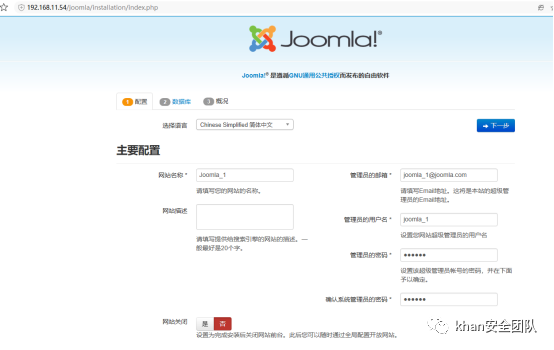 192.168.11.54/joomla/installation/index.php
Joomla!®
Joomla!® 是遵循GNU通用公共授权而发布的自由软件
1 配置 2 数据库 3 概况
选择语言 Chinese Simplified 简体中文 下一步
主要配置
网站名称 * Joomla_1
请填写您的网站的名称。
网站描述
请填写提供给搜索引擎的网站的描述。一
般最好是20个字。
管理员的邮箱 * joomla_1@joomla.com
请填写Email地址。这将是本站的超级管
理员的Email地址。
管理员的用户名 * joomla_1
设置您网站超级管理员的用户名
管理员的密码 * ••••••
设置该超级管理员帐号的密码，并在下面
予以确定。
确认系统管理员的密码 * ••••••
网站关闭 是 否
设置为完成安装后关闭网站前台。此后您可以随时通过全局配置开放网站。
khan安全团队